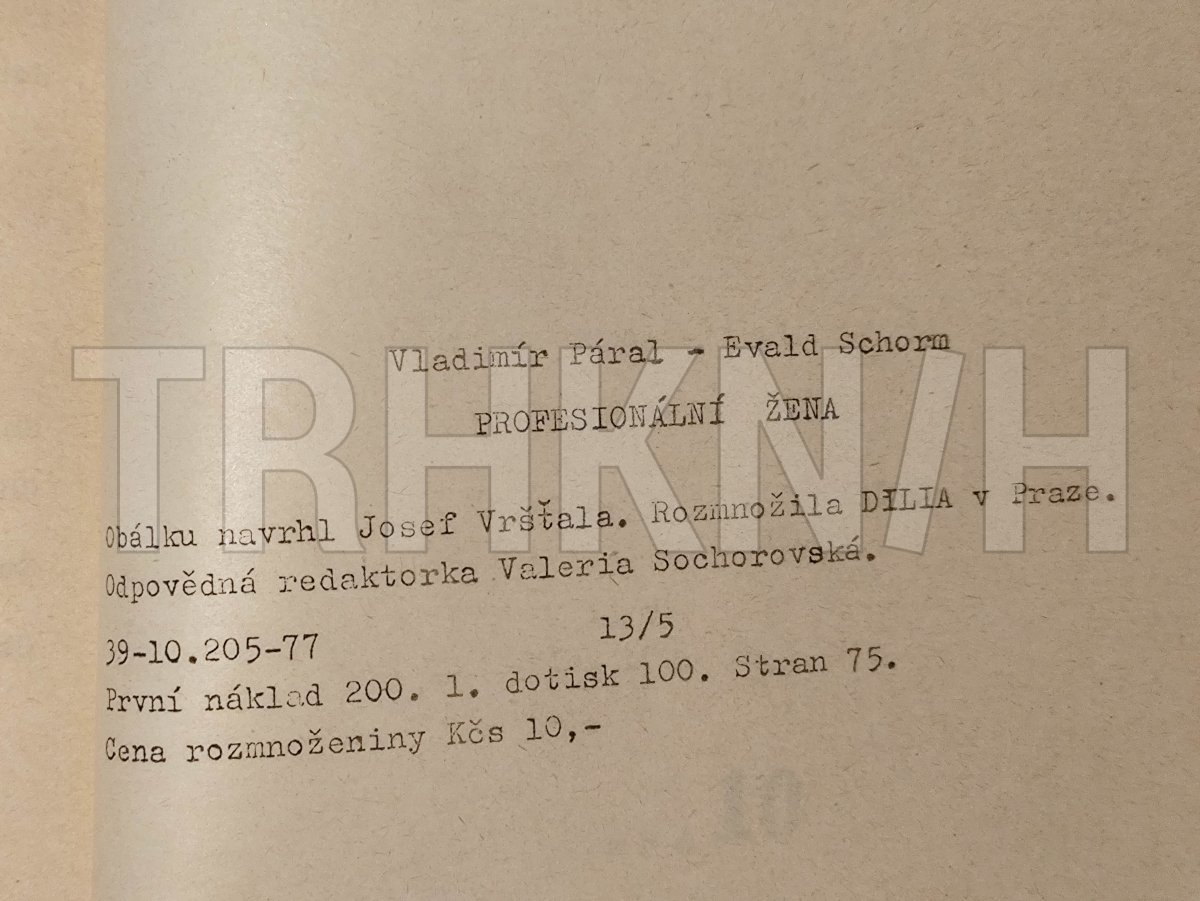 Vladimír Páral - Evald Schorm
PROFESIONÁLNÍ ŽENA
Obálku navrhl Josef Vršťala. Rozmnožila DILIA v Praze.
Odpovědná redaktorka Valeria Sochorovská.
39-10.205-77 13/5
První náklad 200. 1. dotisk 100. Stran 75.
Cena rozmnoženiny Kčs 10,-
10
TRHKNIH